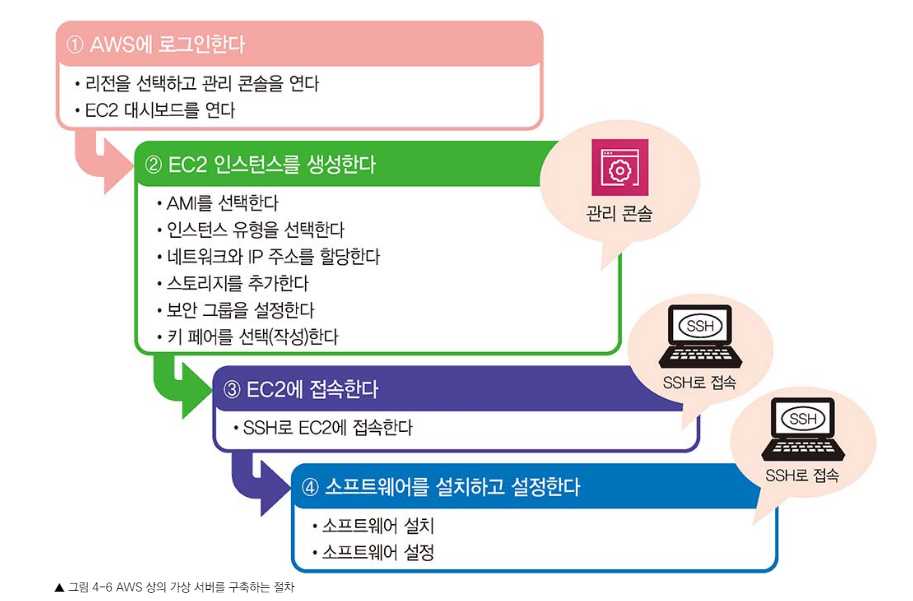 ① AWS에 로그인한다
• 리전을 선택하고 관리 콘솔을 연다
• EC2 대시보드를 연다
② EC2 인스턴스를 생성한다
• AMI를 선택한다
• 인스턴스 유형을 선택한다
• 네트워크와 IP 주소를 할당한다
• 스토리지를 추가한다
• 보안 그룹을 설정한다
• 키 페어를 선택(작성)한다
관리 콘솔
③ EC2에 접속한다
• SSH로 EC2에 접속한다
SSH
SSH로 접속
④ 소프트웨어를 설치하고 설정한다
• 소프트웨어 설치
• 소프트웨어 설정
SSH
SSH로 접속
▲ 그림 4-6 AWS 상의 가상 서버를 구축하는 절차